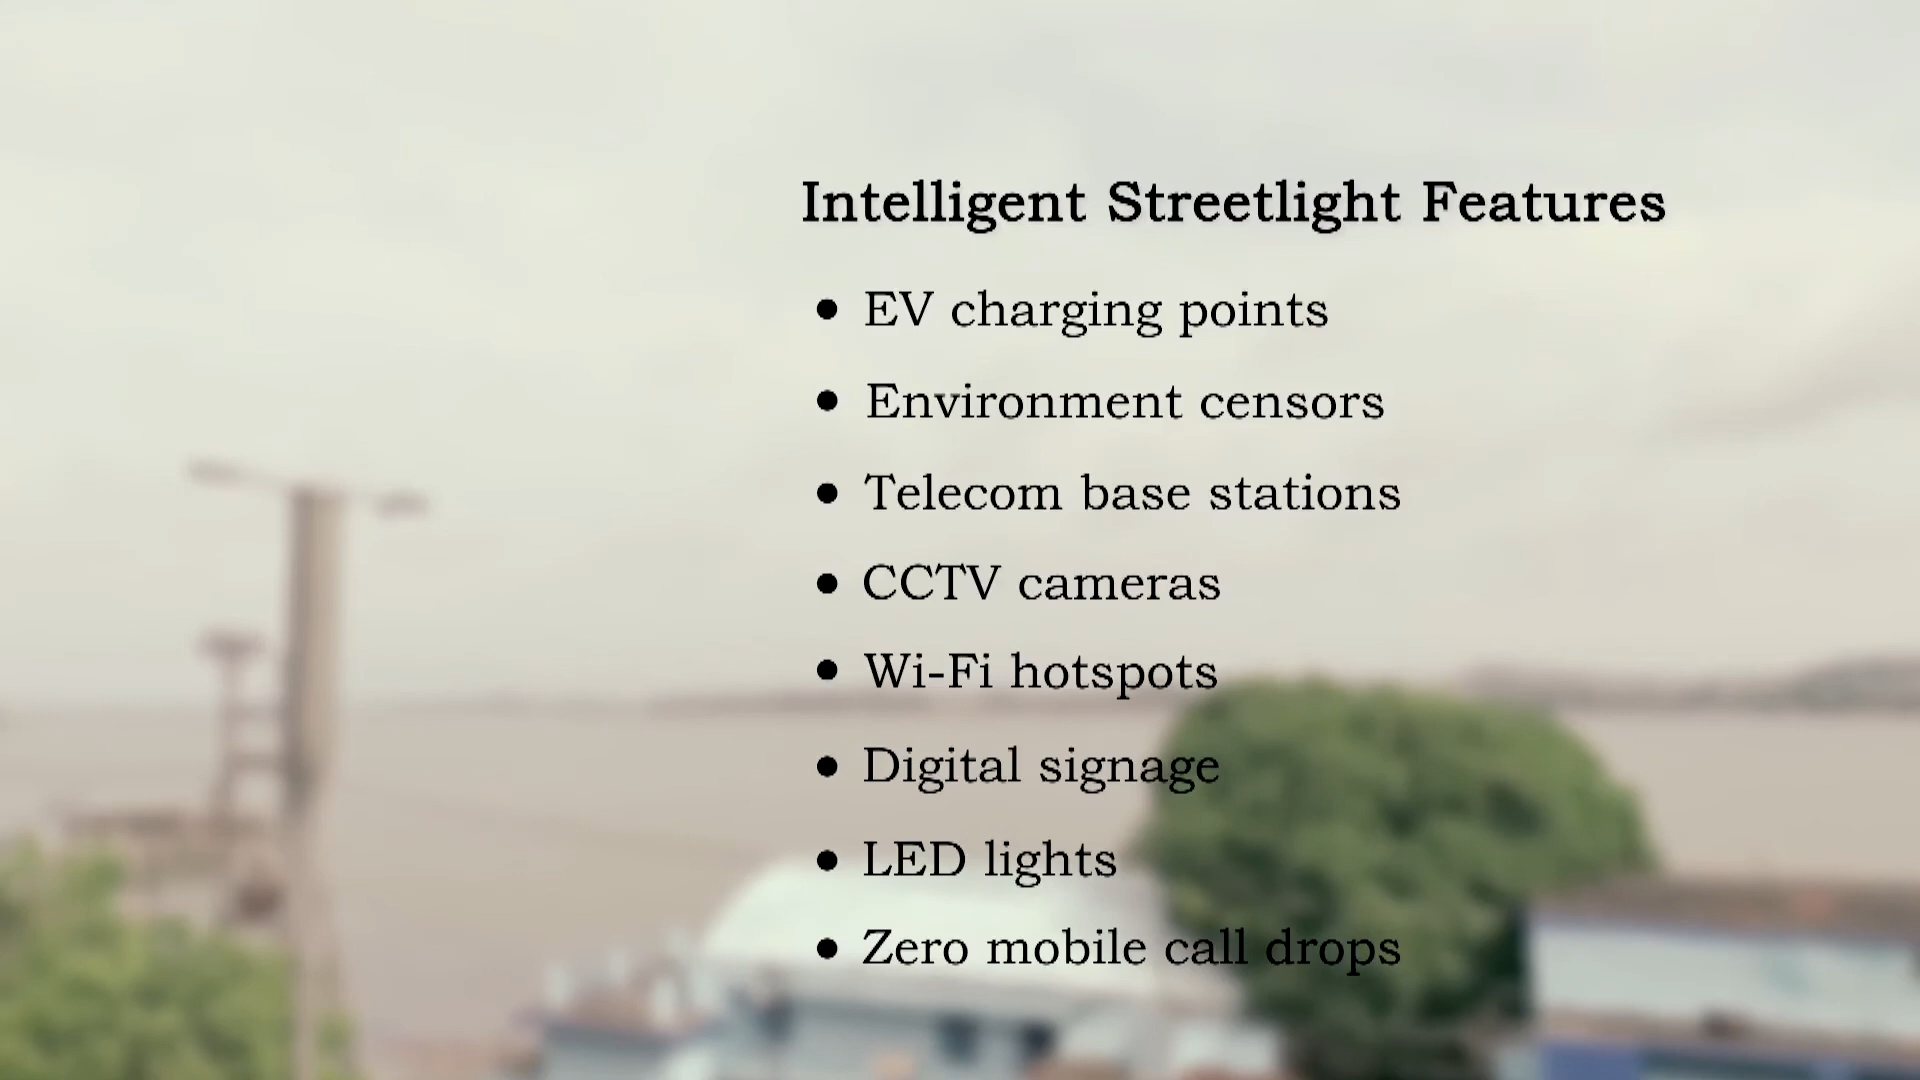 Intelligent Streetlight Features
• EV charging points
• Environment censors
• Telecom base stations
• CCTV cameras
• Wi-Fi hotspots
• Digital signage
• LED lights
• Zero mobile call drops